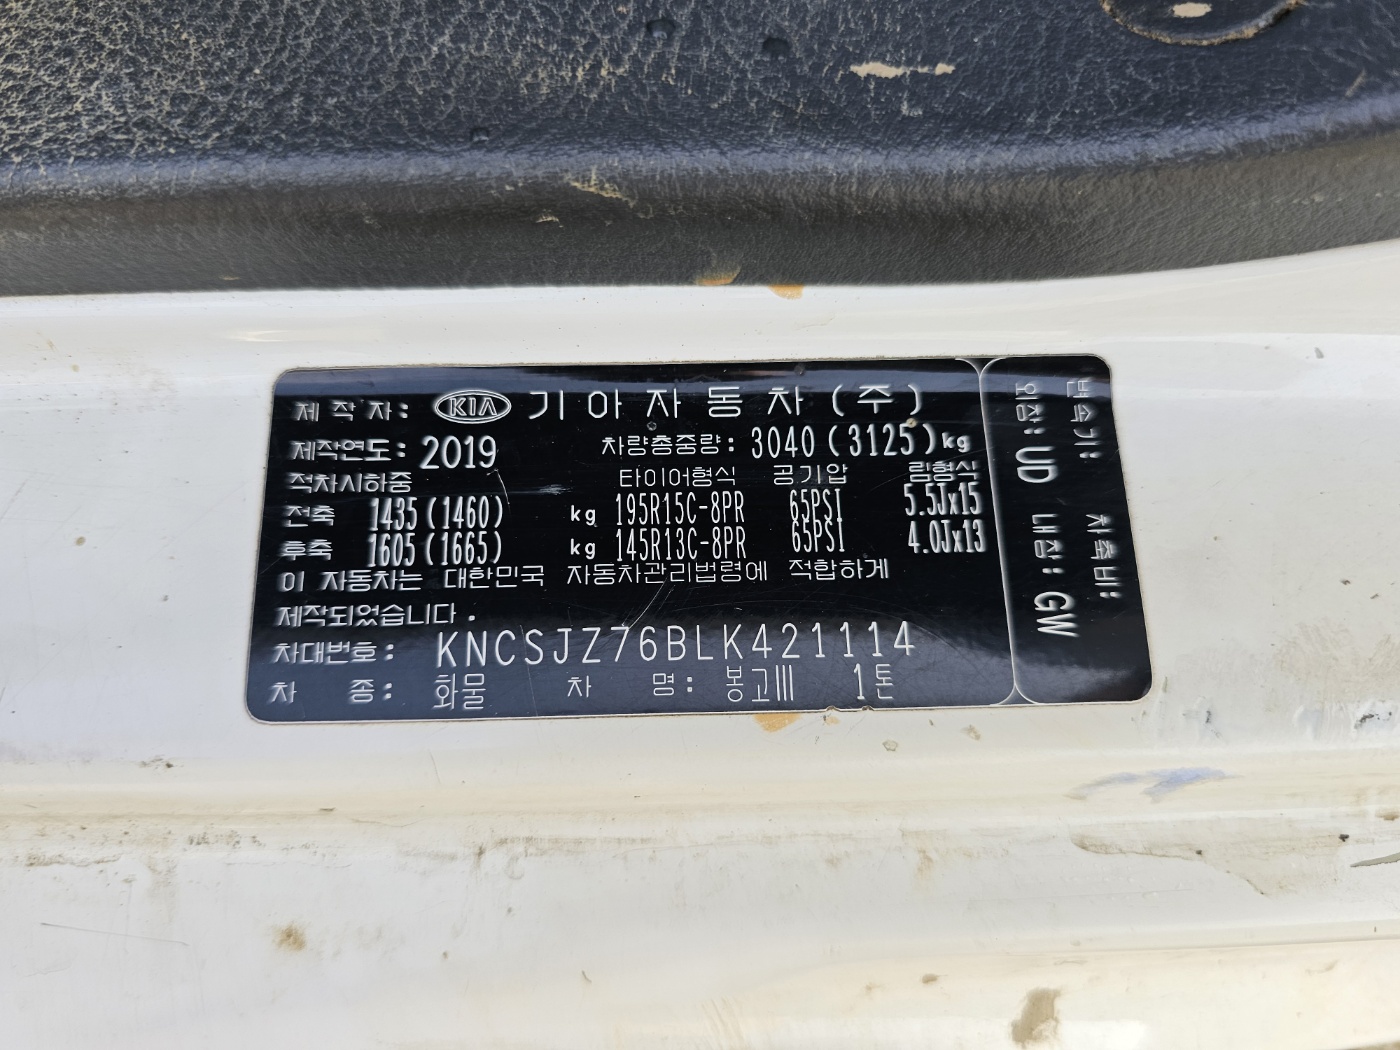 제 작 자: KIA 기 아 자 동 차 (주)
제작연도: 2019 차량총중량: 3040 (3125)kg
적차시하중 타이어형식 공기압 림형식
전축 1435(1460) kg 195R15C-8PR 65PSI 5.5Jx15
후축 1605(1665) kg 145R13C-8PR 65PSI 4.0Jx13
이 자동차는 대한민국 자동차관리법령에 적합하게
제작되었습니다.
차대번호: KNCSJZ76BLK421114
차 종: 화물 차 명: 봉고III 1톤
변속기: 차축비:
외장: UD 내장: GW